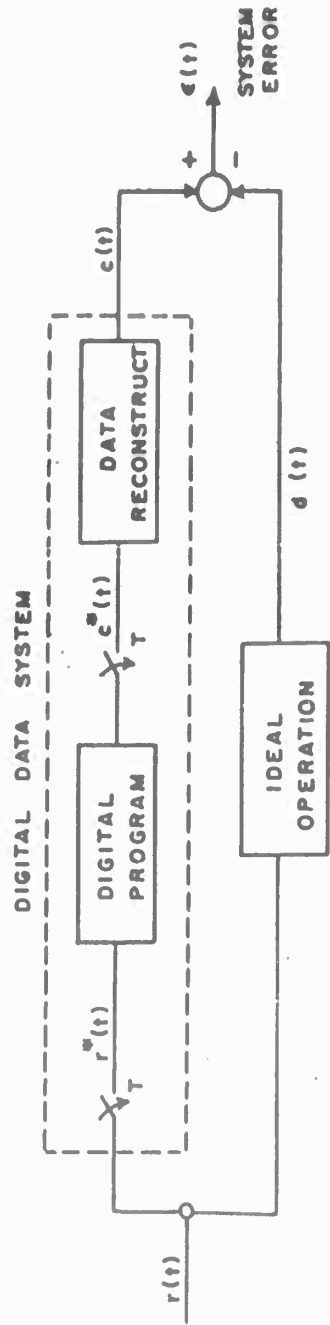 DIGITAL DATA SYSTEM
r(t)
T
r*(t)
DIGITAL
PROGRAM
T
c*(t)
DATA
RECONSTRUCT
c(t)
IDEAL
OPERATION
d(t)
+
-
e(t)
SYSTEM
ERROR